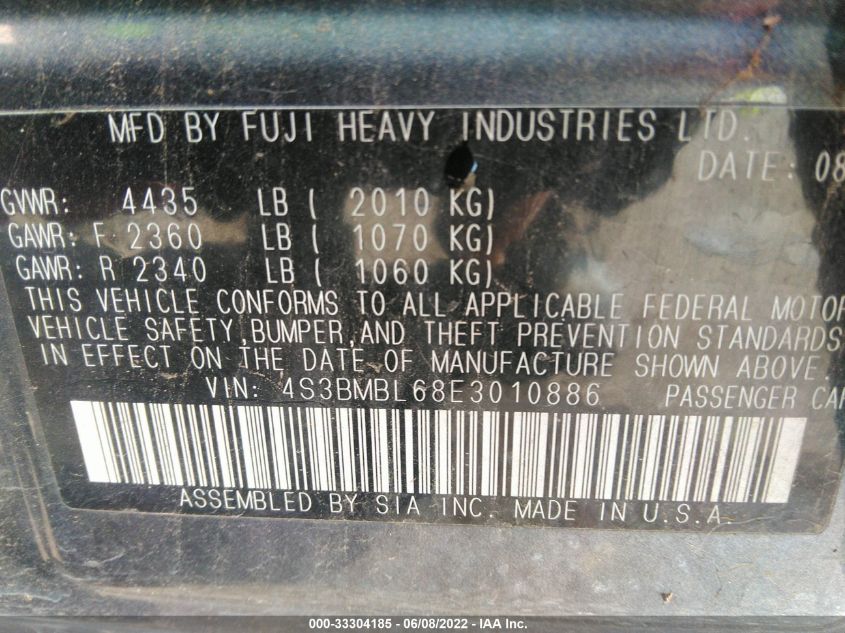 MFD BY FUJI HEAVY INDUSTRIES LTD.
DATE: 08
GVWR: 4435 LB ( 2010 KG)
GAWR: F 2360 LB ( 1070 KG)
GAWR: R 2340 LB ( 1060 KG)
THIS VEHICLE CONFORMS TO ALL APPLICABLE FEDERAL MOTOR
VEHICLE SAFETY,BUMPER,AND THEFT PREVENTION STANDARDS
IN EFFECT ON THE DATE OF MANUFACTURE SHOWN ABOVE.
VIN: 4S3BMBL68E3010886 PASSENGER CAR
ASSEMBLED BY SIA INC. MADE IN U.S.A.
000-33304185 - 06/08/2022 - IAA Inc.